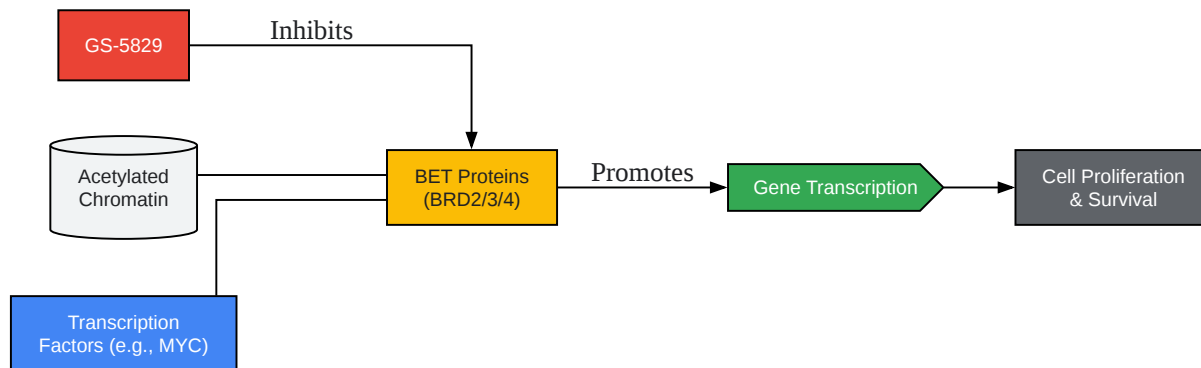 GS-5829
Inhibits
Acetylated
Chromatin
BET Proteins
(BRD2/3/4)
Promotes
Gene Transcription
Cell Proliferation
& Survival
Transcription
Factors (e.g., MYC)